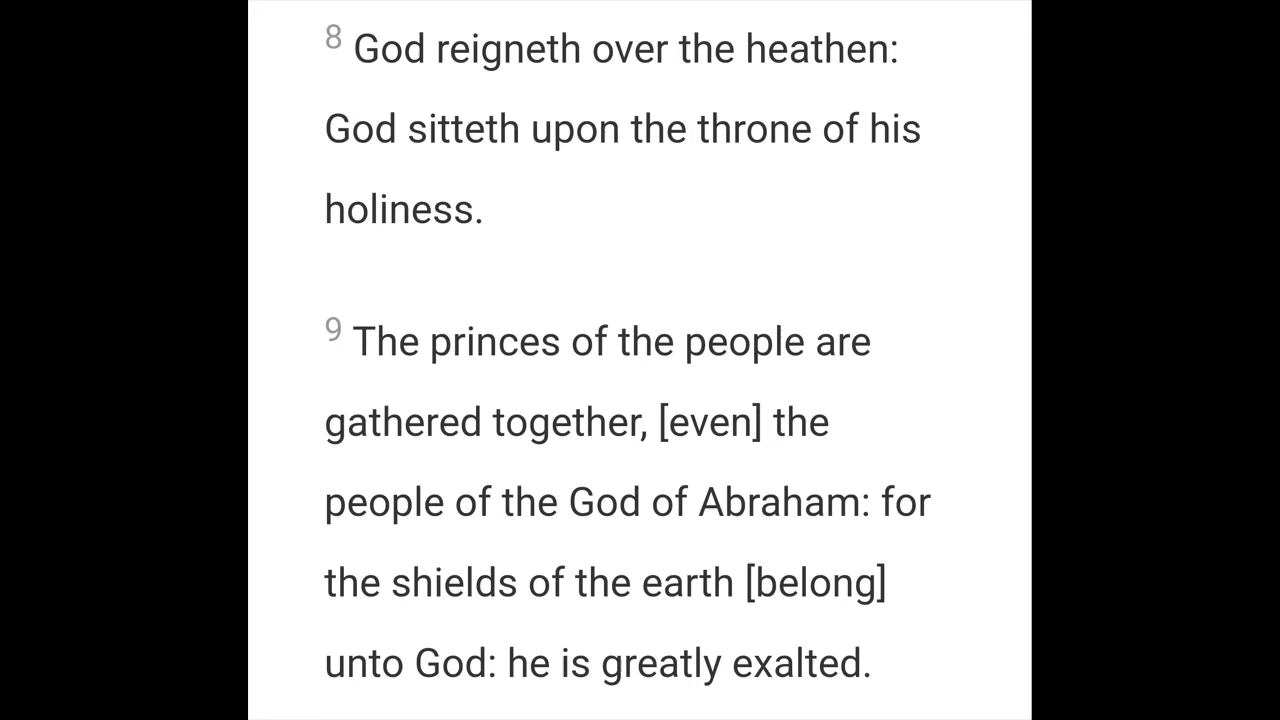 8 God reigneth over the heathen:
God sitteth upon the throne of his
holiness.
9 The princes of the people are
gathered together, [even] the
people of the God of Abraham: for
the shields of the earth [belong]
unto God: he is greatly exalted.